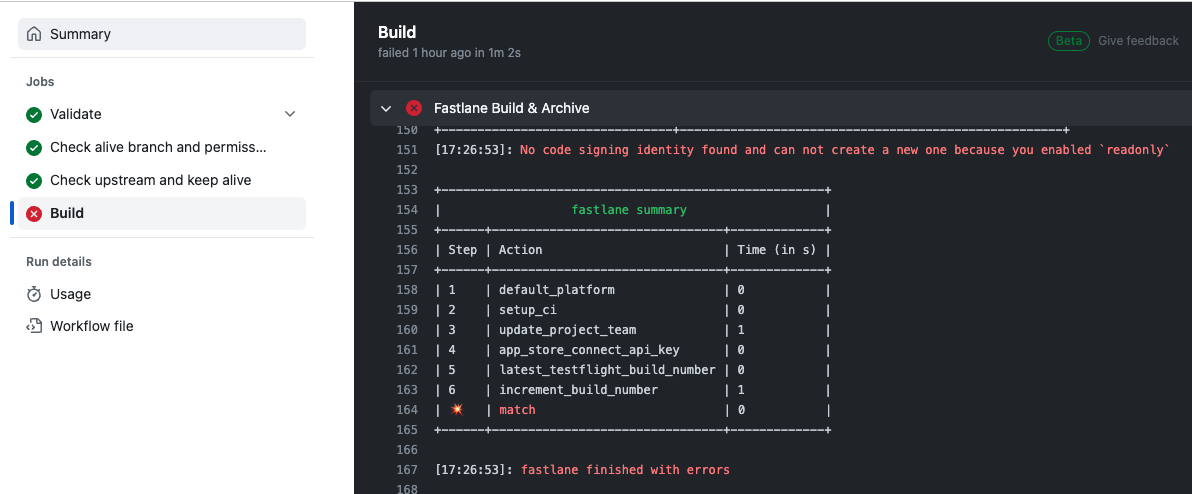 Summary
Jobs
Validate
Check alive branch and permiss...
Check upstream and keep alive
Build
Run details
Usage
Workflow file
Build
failed 1 hour ago in 1m 2s
Beta Give feedback
Fastlane Build & Archive
150 +--------------------------------+-----------------------------------------------------+
151 [17:26:53]: No code signing identity found and can not create a new one because you enabled `readonly`
152
153 +------------------------------------------------------+
154 | fastlane summary |
155 +------+--------------------------------+-------------+
156 | Step | Action | Time (in s) |
157 +------+--------------------------------+-------------+
158 | 1 | default_platform | 0 |
159 | 2 | setup_ci | 0 |
160 | 3 | update_project_team | 1 |
161 | 4 | app_store_connect_api_key | 0 |
162 | 5 | latest_testflight_build_number | 0 |
163 | 6 | increment_build_number | 1 |
164 | 💥 | match | 0 |
165 +------+--------------------------------+-------------+
166
167 [17:26:53]: fastlane finished with errors
168